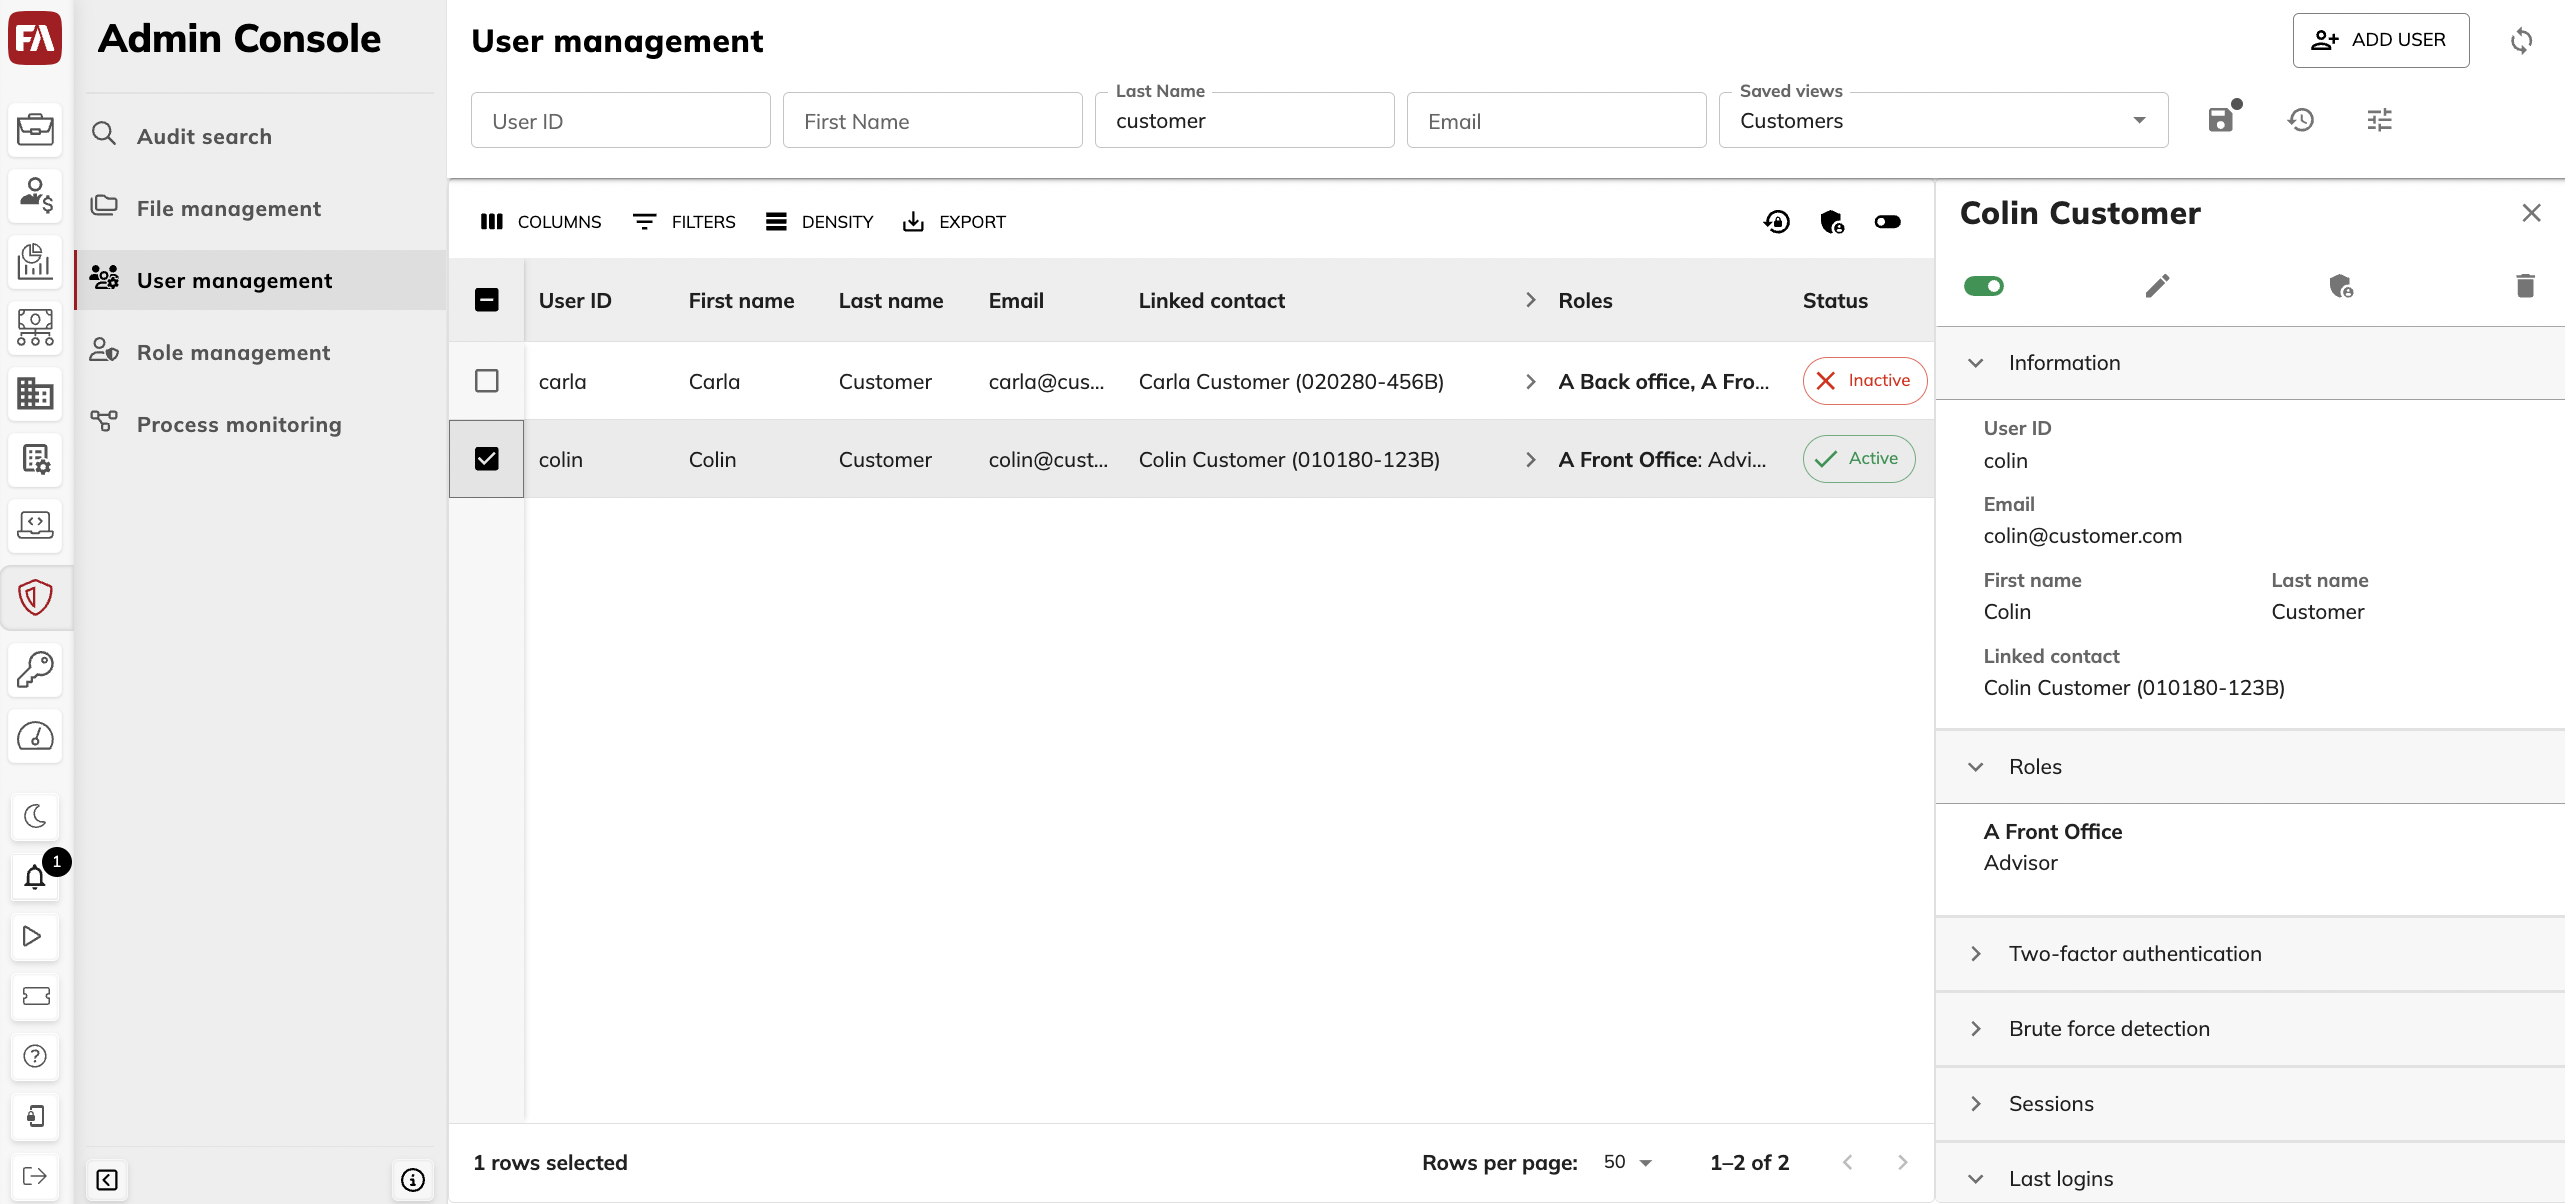 FA
Admin Console
Audit search
File management
User management
Role management
Process monitoring
1
User management
ADD USER
User ID
First Name
Last Name
customer
Email
Saved views
Customers
COLUMNS
FILTERS
DENSITY
EXPORT
User ID First name Last name Email Linked contact Roles Status
carla Carla Customer carla@cus... Carla Customer (020280-456B) A Back office, A Fro... Inactive
colin Colin Customer colin@cust... Colin Customer (010180-123B) A Front Office: Advi... Active
1 rows selected
Rows per page: 50 1–2 of 2
Colin Customer
Information
User ID
colin
Email
colin@customer.com
First name Last name
Colin Customer
Linked contact
Colin Customer (010180-123B)
Roles
A Front Office
Advisor
Two-factor authentication
Brute force detection
Sessions
Last logins